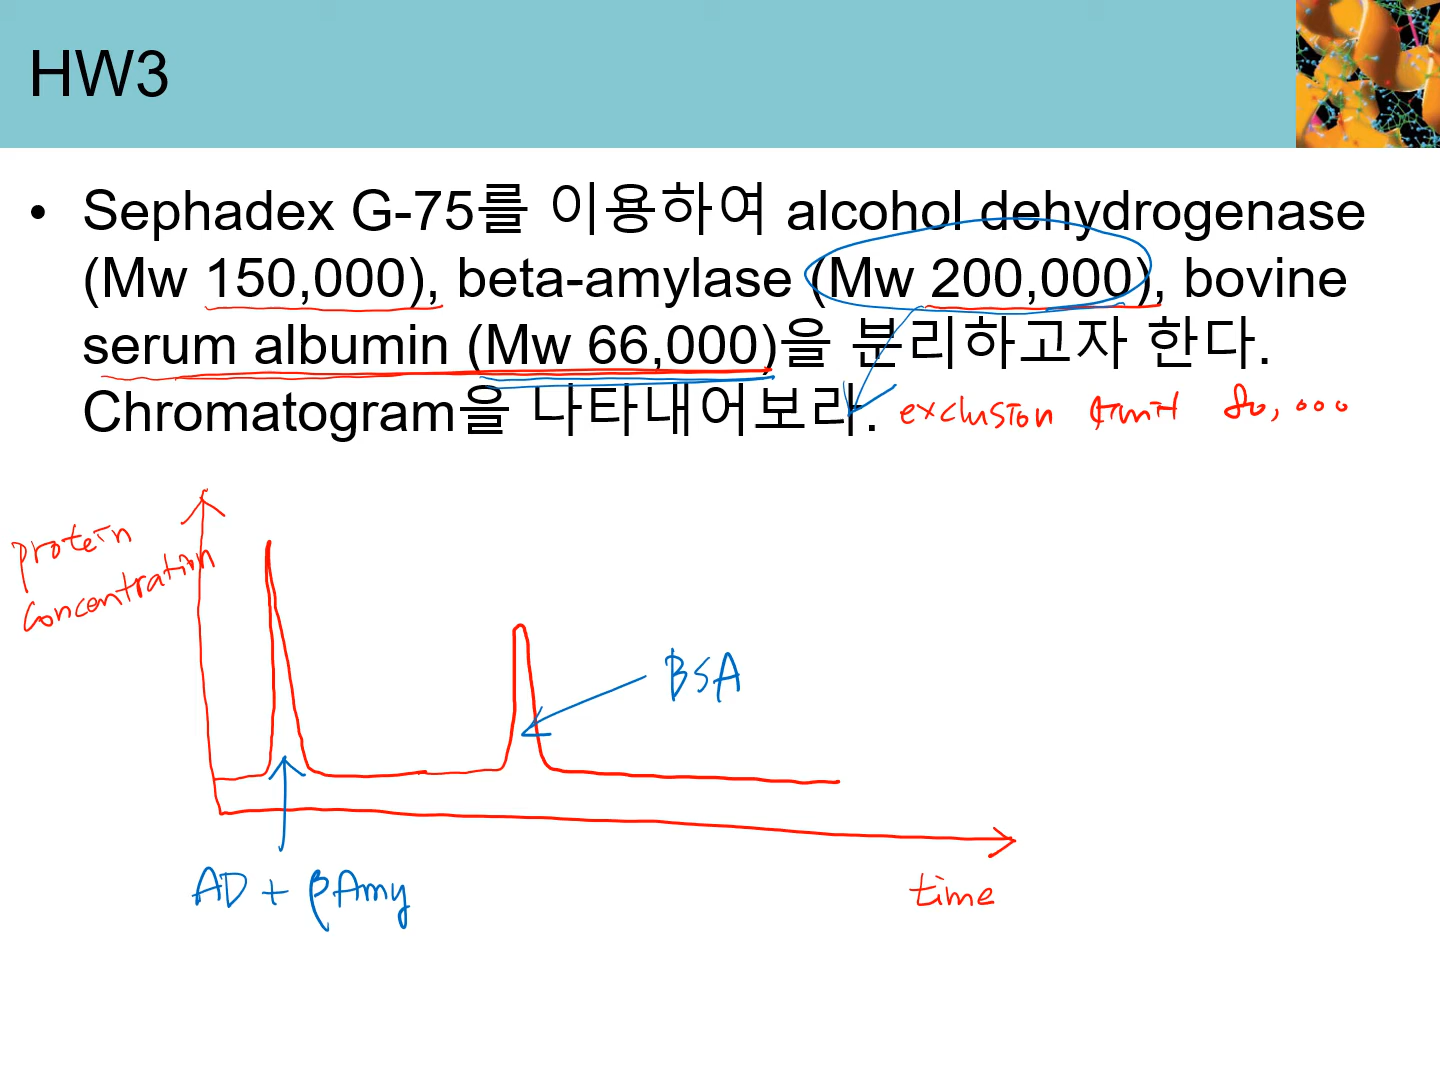 HW3
• Sephadex G-75를 이용하여 alcohol dehydrogenase
(Mw 150,000), beta-amylase (Mw 200,000), bovine
serum albumin (Mw 66,000)을 분리하고자 한다.
Chromatogram을 나타내어보라.
exclusion limit 80,000
protein
concentration
BSA
AD + βAmy
time